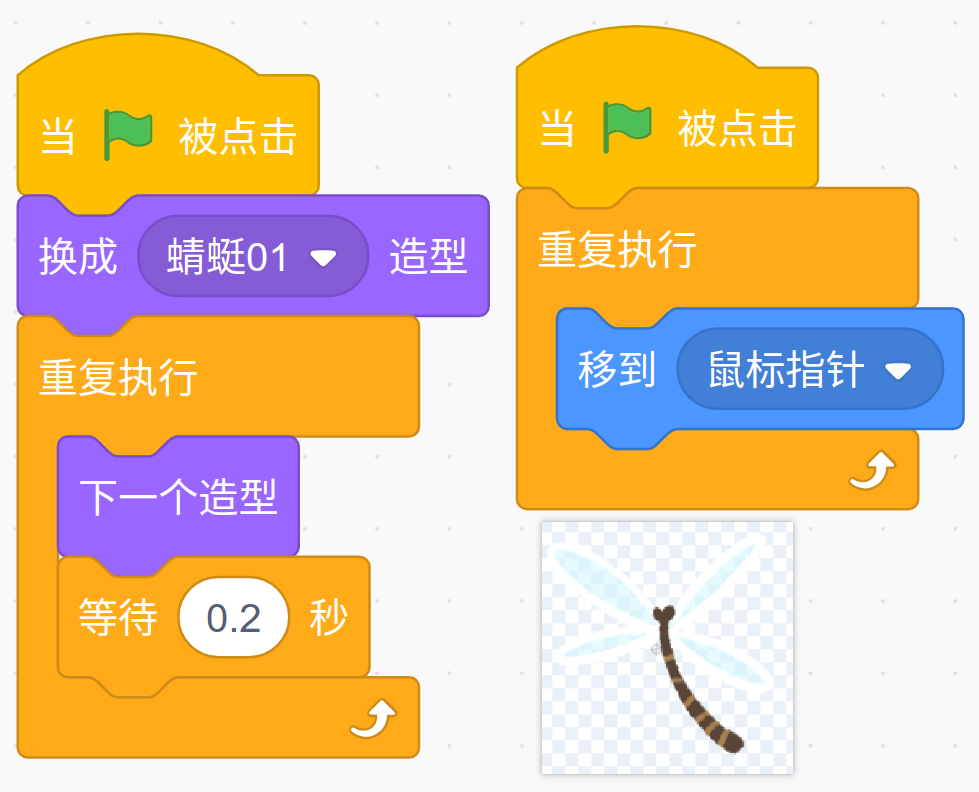 当 被点击
换成 蜻蜓01 造型
重复执行
下一个造型
等待 0.2 秒
当 被点击
重复执行
移到 鼠标指针